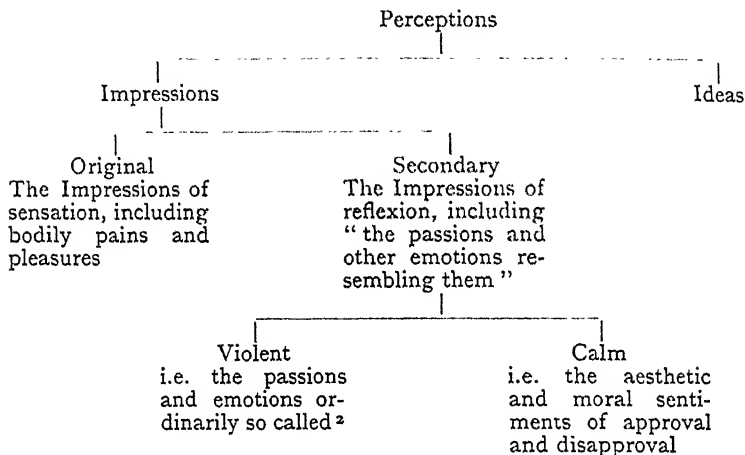 Perceptions
Impressions
Ideas
Original
The Impressions of
sensation, including
bodily pains and
pleasures
Secondary
The Impressions of
reflexion, including
“ the passions and
other emotions re-
sembling them ”
Violent
i.e. the passions
and emotions or-
dinarily so called ²
Calm
i.e. the aesthetic
and moral senti-
ments of approval
and disapproval